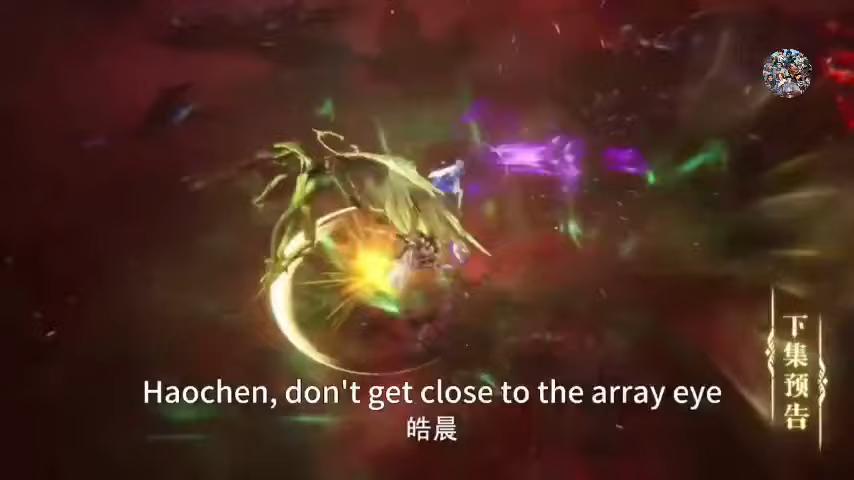 下集预告
Haochen, don't get close to the array eye
皓晨